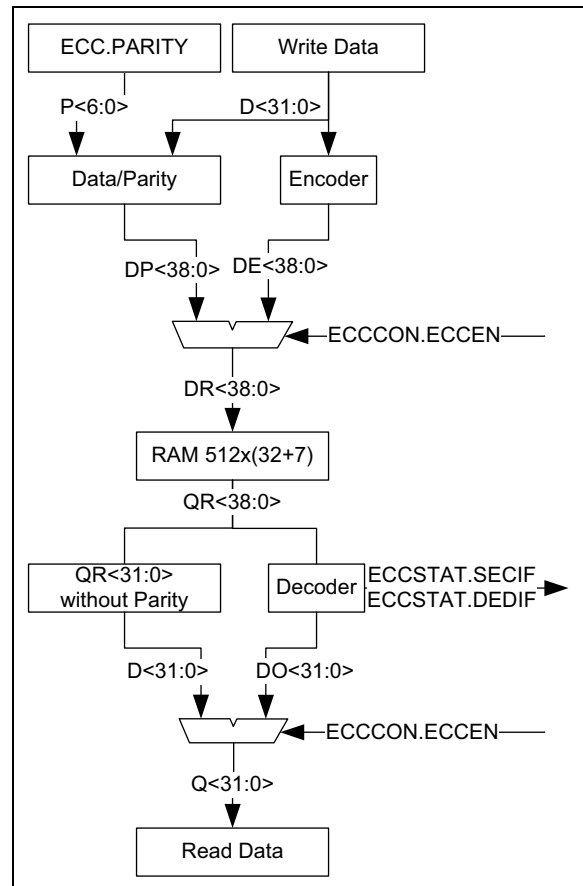 ECC.PARITY
Write Data
P<6:0>
D<31:0>
Data/Parity
Encoder
DP<38:0>
DE<38:0>
ECCCON.ECCEN
DR<38:0>
RAM 512x(32+7)
QR<38:0>
QR<31:0>
without Parity
Decoder
ECCSTAT.SECIF
ECCSTAT.DEDIF
D<31:0>
DO<31:0>
ECCCON.ECCEN
Q<31:0>
Read Data